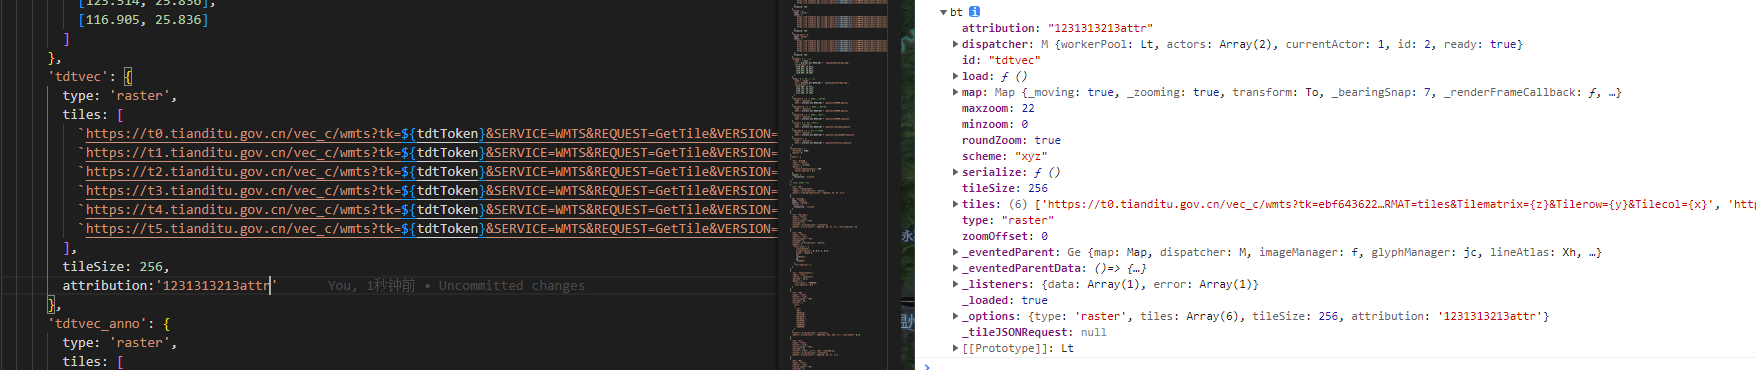 [123.914, 25.836],
[116.905, 25.836]
]
},
'tdtvec': {
type: 'raster',
tiles: [
`https://t0.tianditu.gov.cn/vec_c/wmts?tk=${tdtToken}&SERVICE=WMTS&REQUEST=GetTile&VERSION=
`https://t1.tianditu.gov.cn/vec_c/wmts?tk=${tdtToken}&SERVICE=WMTS&REQUEST=GetTile&VERSION=
`https://t2.tianditu.gov.cn/vec_c/wmts?tk=${tdtToken}&SERVICE=WMTS&REQUEST=GetTile&VERSION=
`https://t3.tianditu.gov.cn/vec_c/wmts?tk=${tdtToken}&SERVICE=WMTS&REQUEST=GetTile&VERSION=
`https://t4.tianditu.gov.cn/vec_c/wmts?tk=${tdtToken}&SERVICE=WMTS&REQUEST=GetTile&VERSION=
`https://t5.tianditu.gov.cn/vec_c/wmts?tk=${tdtToken}&SERVICE=WMTS&REQUEST=GetTile&VERSION=
],
tileSize: 256,
attribution:'1231313213attr' You, 1秒钟前 • Uncommitted changes
},
'tdtvec_anno': {
type: 'raster',
tiles: [
永
温
bt i
attribution: "1231313213attr"
dispatcher: M {workerPool: Lt, actors: Array(2), currentActor: 1, id: 2, ready: true}
id: "tdtvec"
load: ƒ ()
map: Map {_moving: true, _zooming: true, transform: To, _bearingSnap: 7, _renderFrameCallback: ƒ, …}
maxzoom: 22
minzoom: 0
roundZoom: true
scheme: "xyz"
serialize: ƒ ()
tileSize: 256
tiles: (6) ['https://t0.tianditu.gov.cn/vec_c/wmts?tk=ebf643622…RMAT=tiles&Tilematrix={z}&Tilerow={y}&Tilecol={x}', 'http
type: "raster"
zoomOffset: 0
_eventedParent: Ge {map: Map, dispatcher: M, imageManager: f, glyphManager: jc, lineAtlas: Xh, …}
_eventedParentData: ()=> {…}
_listeners: {data: Array(1), error: Array(1)}
_loaded: true
_options: {type: 'raster', tiles: Array(6), tileSize: 256, attribution: '1231313213attr'}
_tileJSONRequest: null
[[Prototype]]: Lt